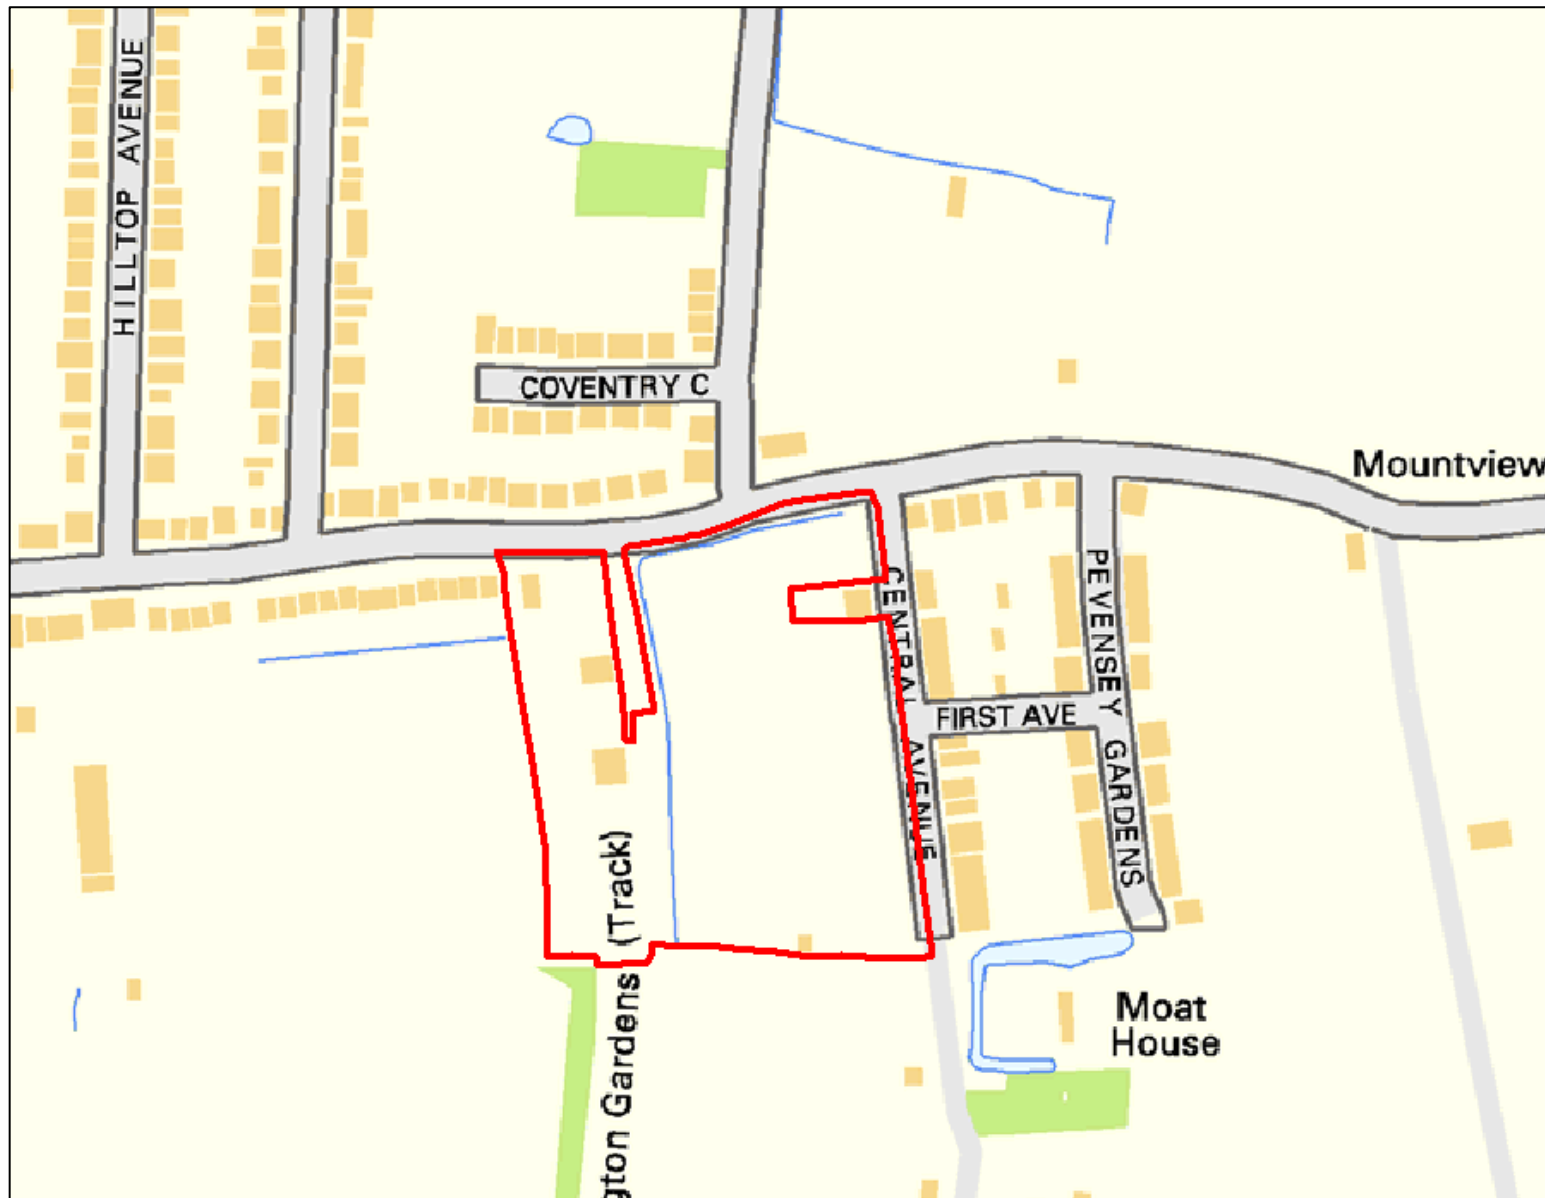 HILLTOP AVENUE
COVENTRY C
Mountview
CENTRAL AVENUE
PEVENSEY GARDENS
FIRST AVE
gton Gardens (Track)
Moat
House